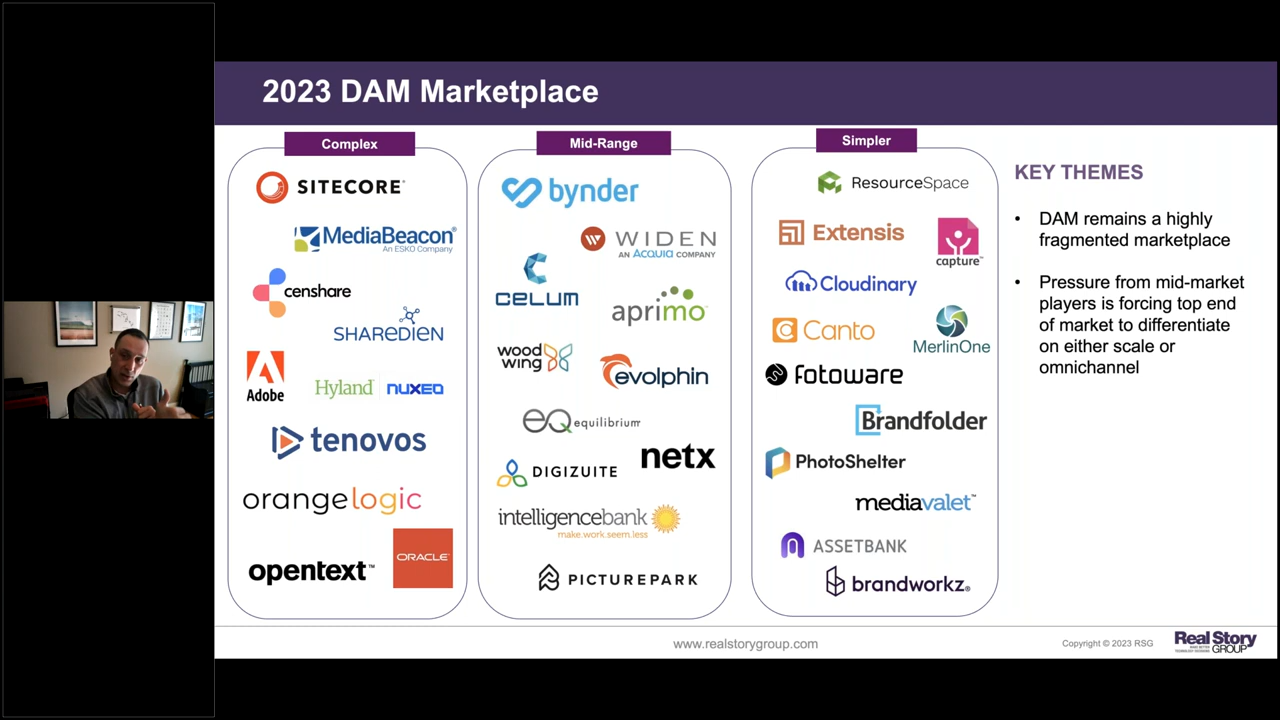 2023 DAM Marketplace
Complex
SITECORE
MediaBeacon®
An ESKO Company
censhare
SHAREDIEN
Adobe
Hyland nuxeo
tenovos
orangelogic
opentext™
ORACLE
Mid-Range
bynder
WIDEN
AN ACQUIA COMPANY
CELUM
aprimo
wood
wing
evolphin
eQ equilibrium
netx
DIGIZUITE
intelligencebank
make.work.seem.less
PICTUREPARK
Simpler
ResourceSpace
Extensis
capture™
Cloudinary
Canto
MerlinOne
fotoware
Brandfolder
PhotoShelter
mediavalet™
ASSETBANK
brandworkz®
KEY THEMES
• DAM remains a highly
fragmented marketplace
• Pressure from mid-market
players is forcing top end
of market to differentiate
on either scale or
omnichannel
www.realstorygroup.com
Copyright © 2023 RSG
Real Story
GROUP